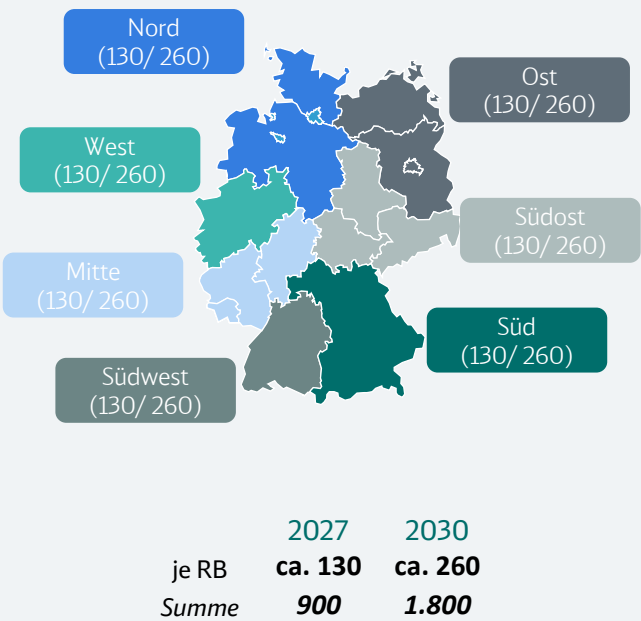 Nord
(130/ 260)
Ost
(130/ 260)
West
(130/ 260)
Südost
(130/ 260)
Mitte
(130/ 260)
Süd
(130/ 260)
Südwest
(130/ 260)
2027 2030
je RB ca. 130 ca. 260
Summe 900 1.800